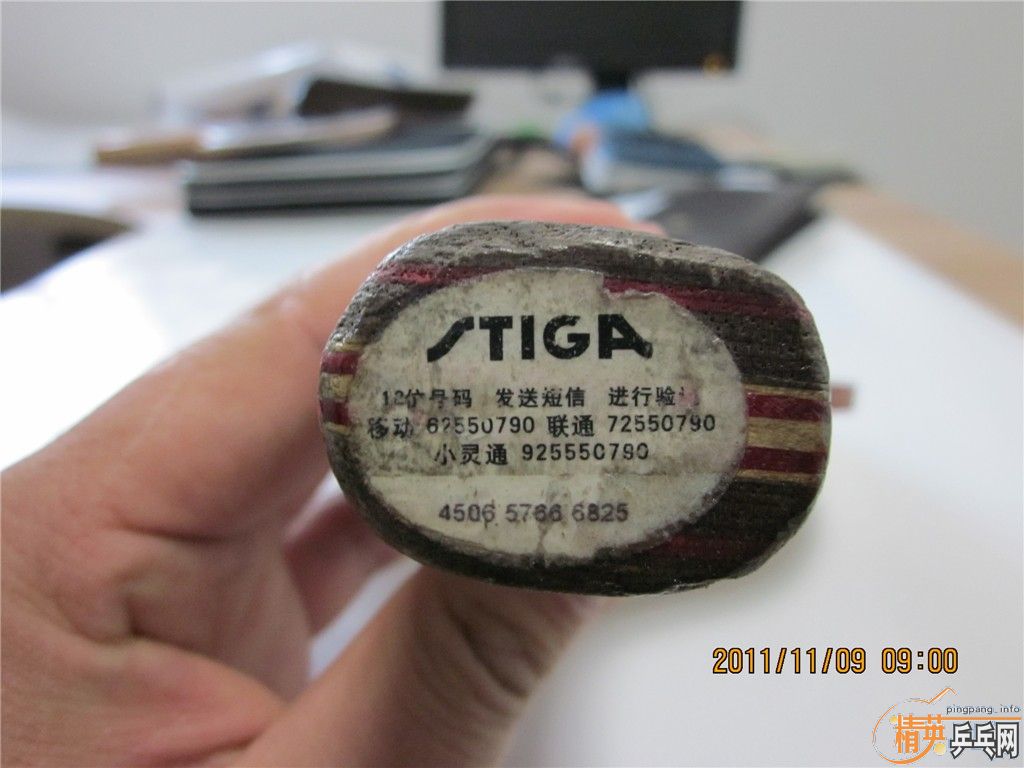 STIGA
12位号码 发送短信 进行验
移动 62550790 联通 72550790
小灵通 925550790
4506 5766 6825
2011/11/09 09:00
pingpang_info
精英乒乓网